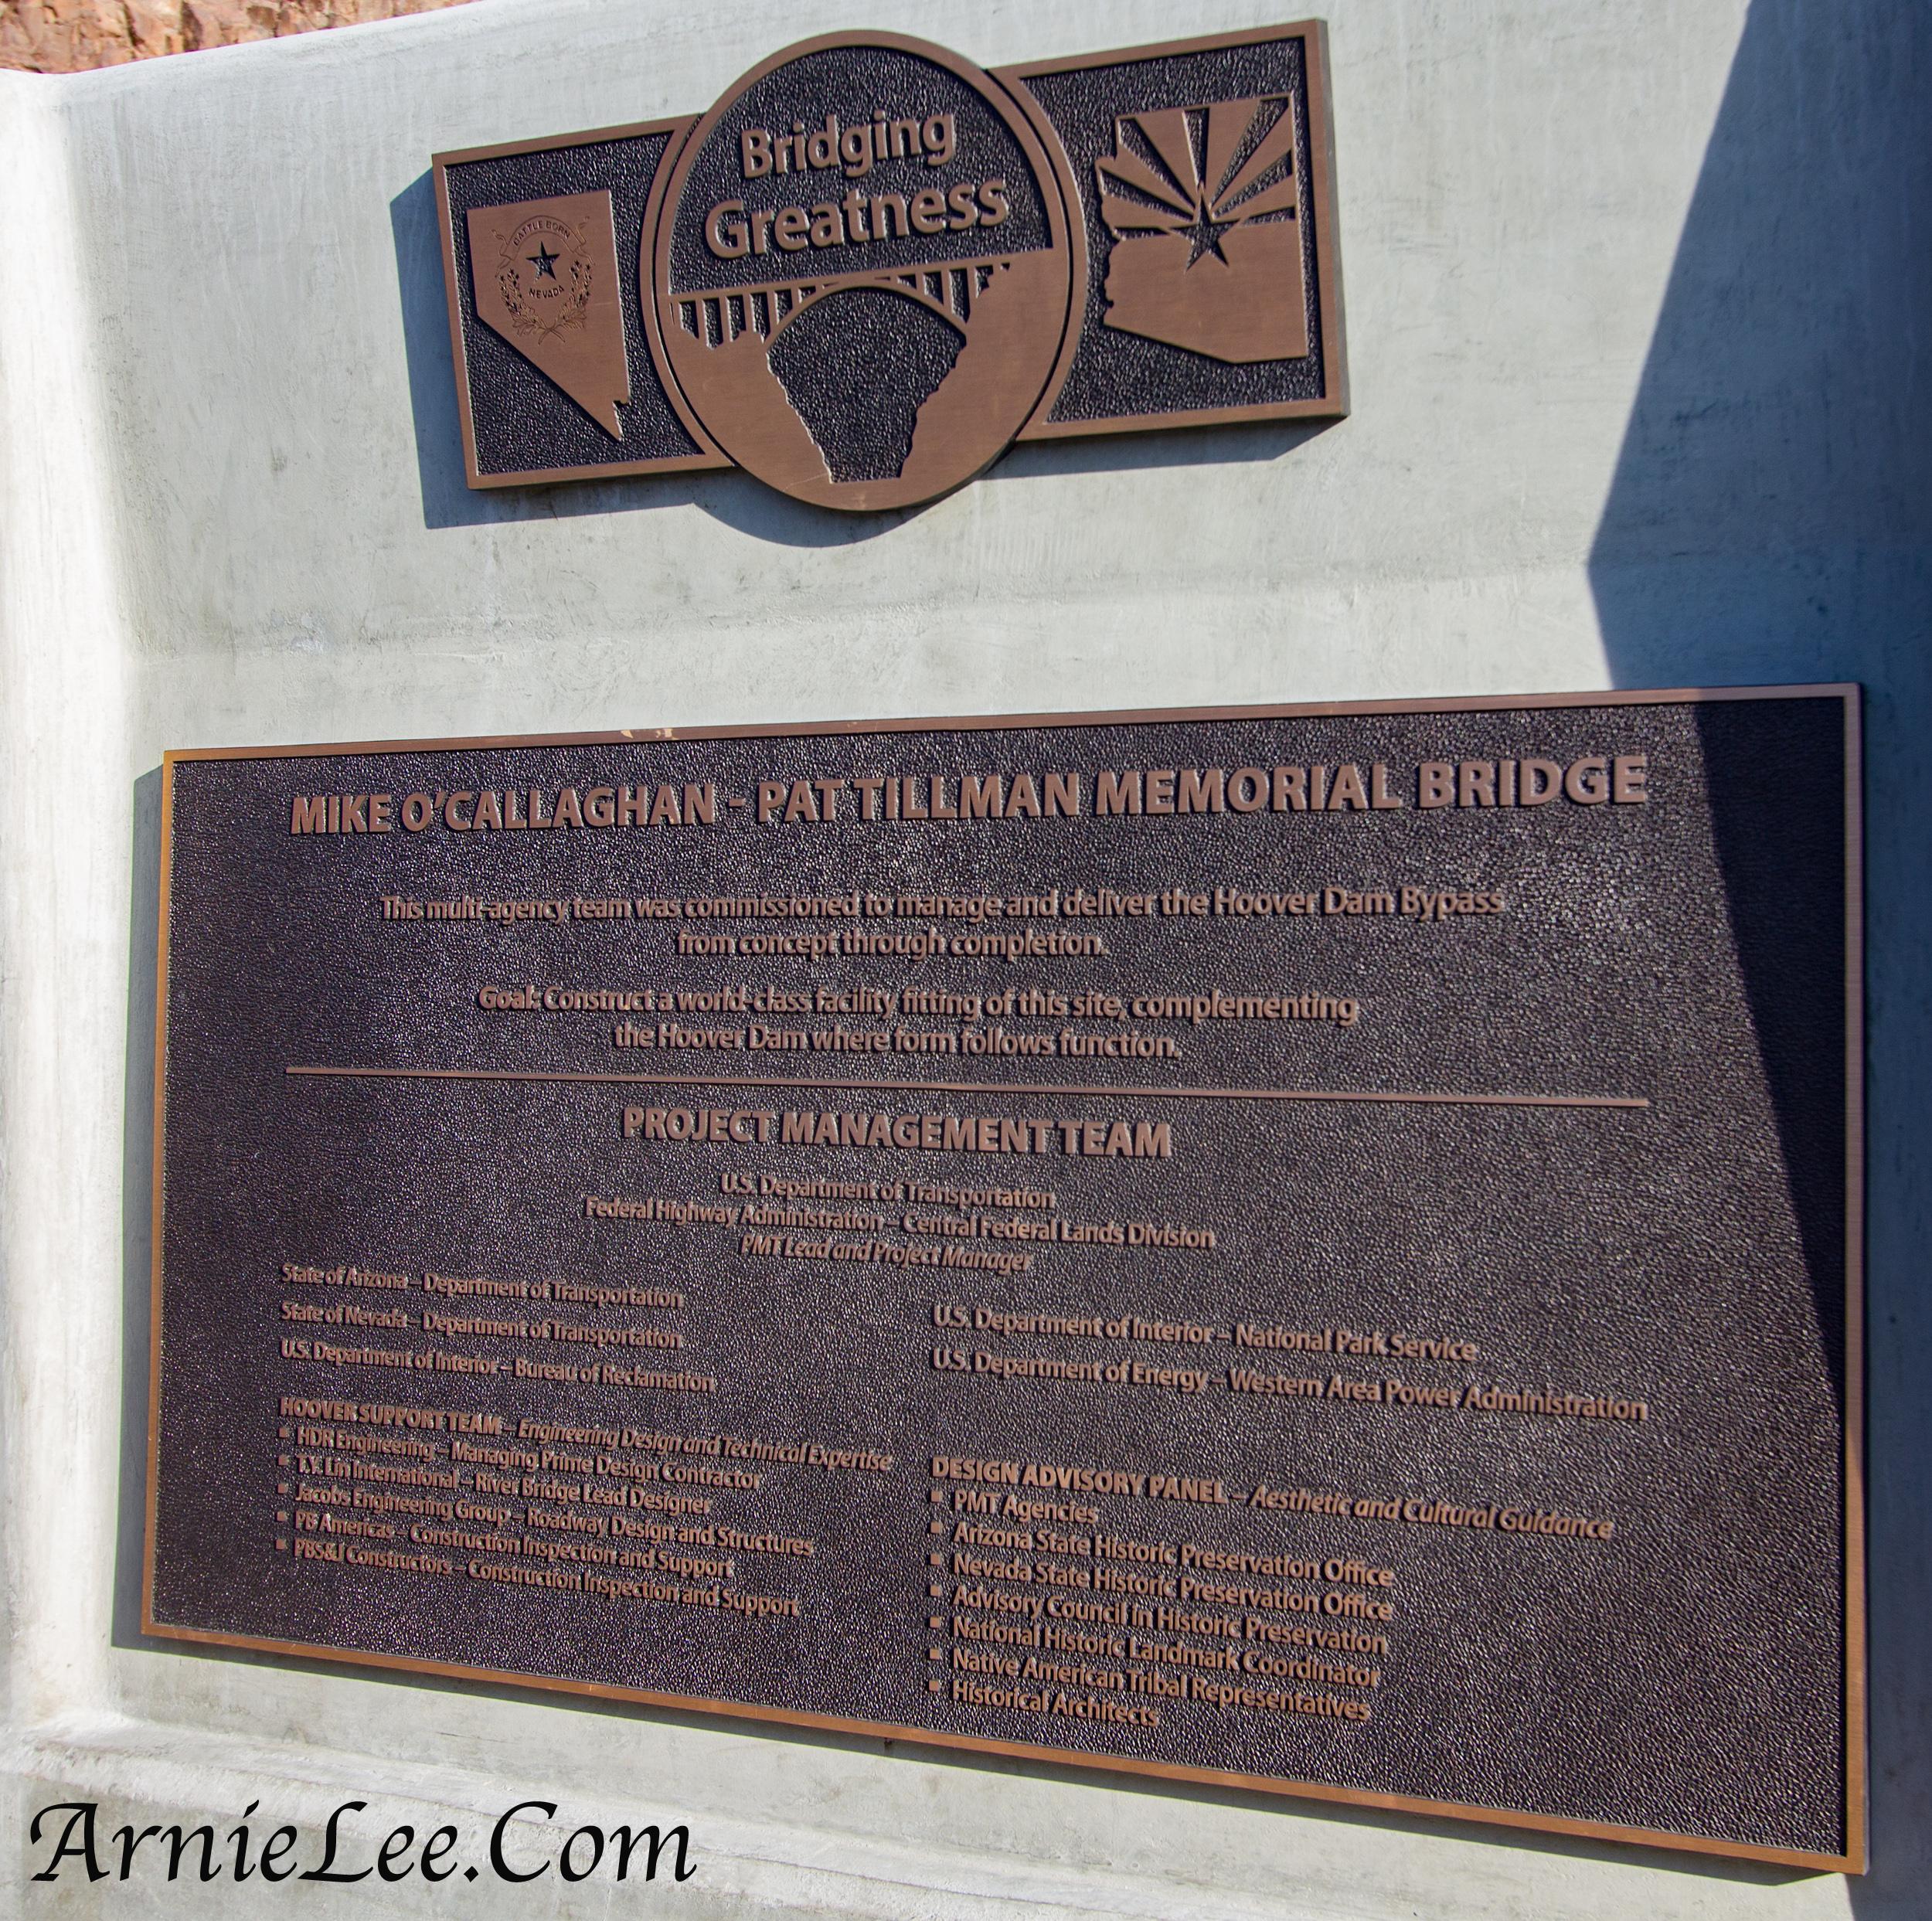 Bridging
Greatness
BATTLE BORN
NEVADA
MIKE O'CALLAGHAN - PAT TILLMAN MEMORIAL BRIDGE
This multi-agency team was commissioned to manage and deliver the Hoover Dam Bypass
from concept through completion.
Goal: Construct a world-class facility fitting of this site, complementing
the Hoover Dam where form follows function.
PROJECT MANAGEMENT TEAM
U.S. Department of Transportation
Federal Highway Administration – Central Federal Lands Division
PMT Lead and Project Manager
State of Arizona – Department of Transportation
State of Nevada – Department of Transportation
U.S. Department of Interior – Bureau of Reclamation
U.S. Department of Interior – National Park Service
U.S. Department of Energy – Western Area Power Administration
HOOVER SUPPORT TEAM – Engineering Design and Technical Expertise
▪ HDR Engineering – Managing Prime Design Contractor
▪ T.Y. Lin International – River Bridge Lead Designer
▪ Jacobs Engineering Group – Roadway Design and Structures
▪ PB Americas – Construction Inspection and Support
▪ PBS&J Constructors – Construction Inspection and Support
DESIGN ADVISORY PANEL – Aesthetic and Cultural Guidance
▪ PMT Agencies
▪ Arizona State Historic Preservation Office
▪ Nevada State Historic Preservation Office
▪ Advisory Council in Historic Preservation
▪ National Historic Landmark Coordinator
▪ Native American Tribal Representatives
▪ Historical Architects
ArnieLee.Com